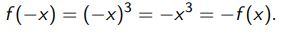 f(−x) = (−x)³ = −x³ = −f(x).